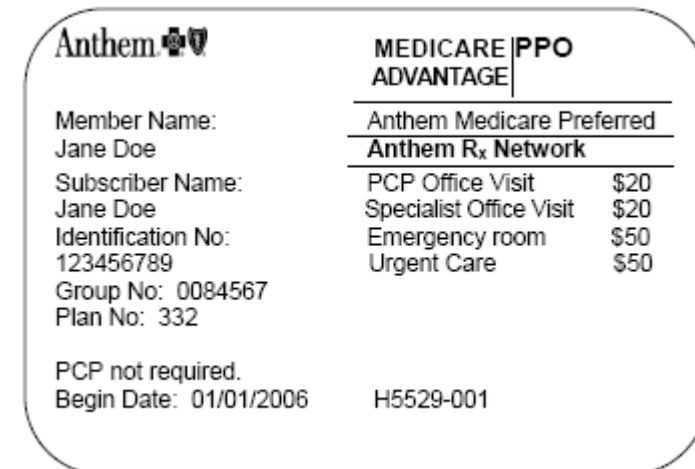 Anthem
MEDICARE PPO
ADVANTAGE
Member Name:
Jane Doe
Subscriber Name:
Jane Doe
Identification No:
123456789
Group No: 0084567
Plan No: 332
PCP not required.
Begin Date: 01/01/2006
Anthem Medicare Preferred
Anthem Rx Network
PCP Office Visit $20
Specialist Office Visit $20
Emergency room $50
Urgent Care $50
H5529-001